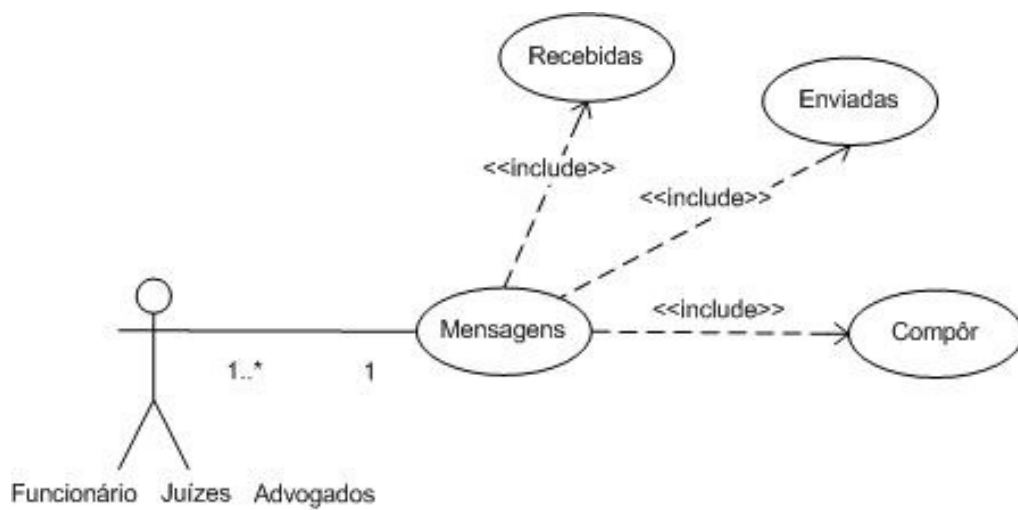 Recebidas
Enviadas
<<include>>
<<include>>
<<include>>
Mensagens
Compôr
1..*
1
Funcionário Juízes Advogados